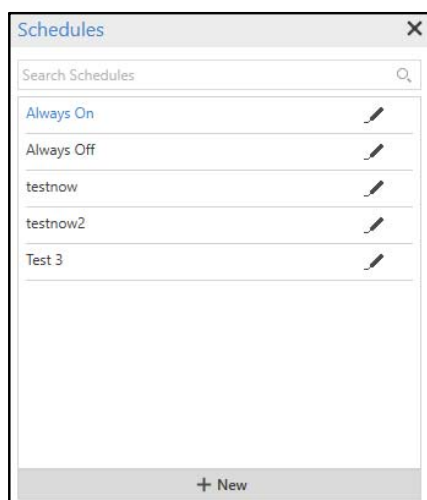 Schedules
Search Schedules
Always On
Always Off
testnow
testnow2
Test 3
+ New